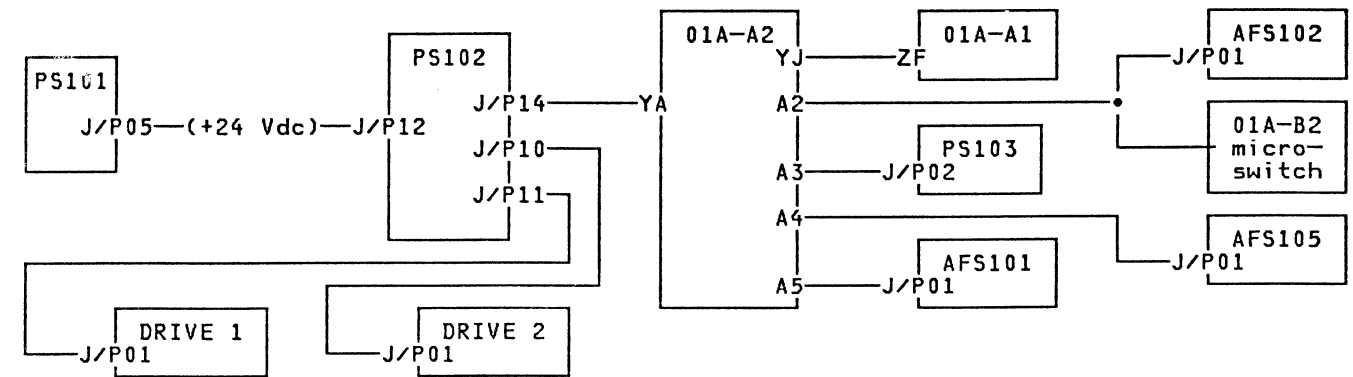 PS101
J/P05—(+24 Vdc)—J/P12
PS102
J/P14
J/P10
J/P11
01A—A2
YA
YJ
A2
A3
A4
A5
ZF
01A—A1
PS103
J/P02
AFS101
J/P01
AFS102
J/P01
01A—B2
micro—
switch
AFS105
J/P01
DRIVE 1
J/P01
DRIVE 2
J/P01